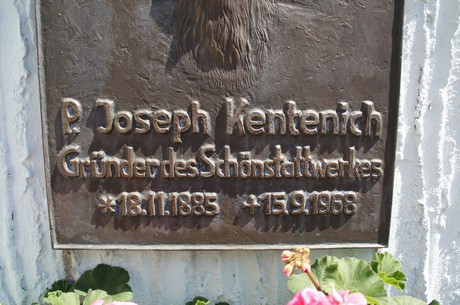 P. Joseph Kentenich
Gründer des Schönstattwerkes
*18.11.1885 +15.9.1968